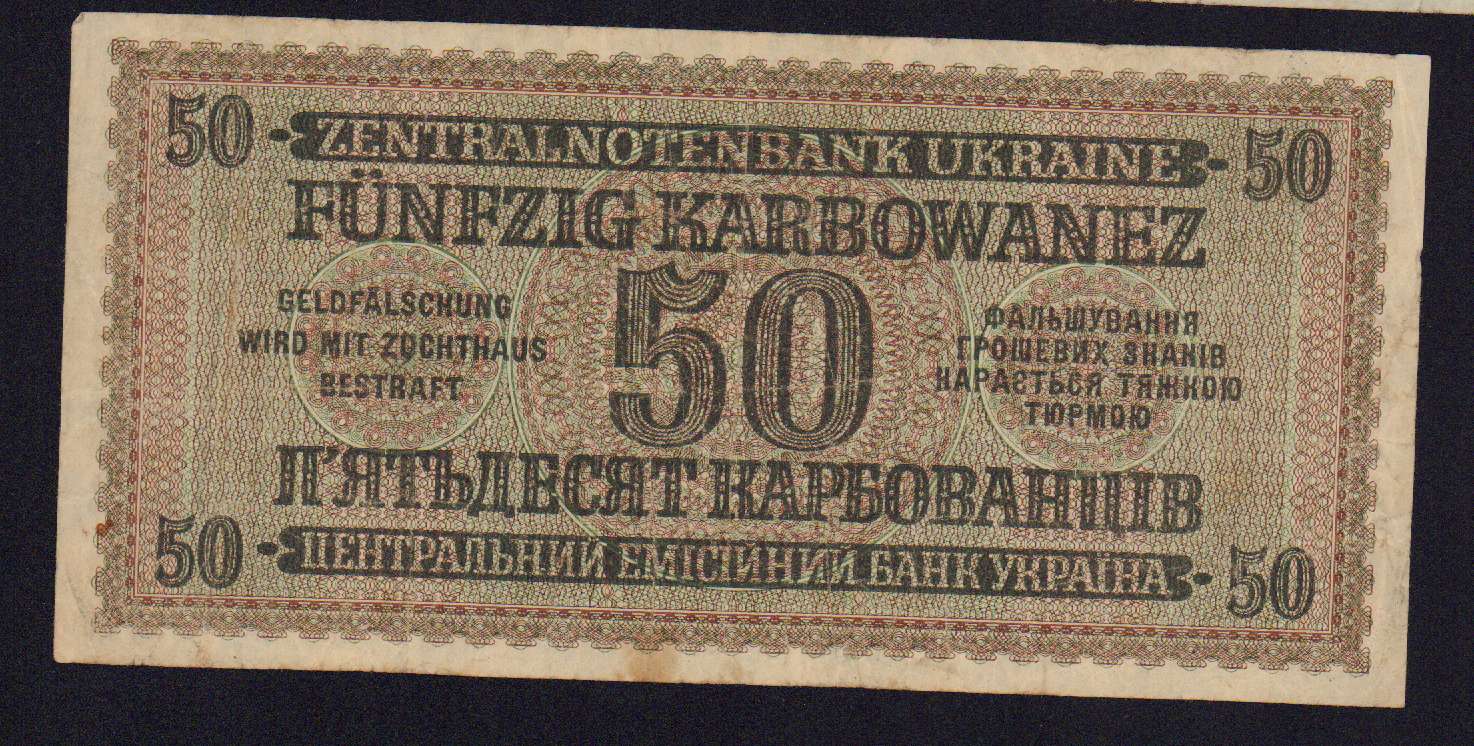 50 ZENTRALNOTENBANK UKRAINE 50
FÜNFZIG KARBOWANEZ
50
GELDFÄLSCHUNG
WIRD MIT ZUCHTHAUS
BESTRAFT
ФАЛЬШУВАННЯ
ГРОШЕВИХ ЗНАКІВ
КАРАЄТЬСЯ ТЯЖКОЮ
ТЮРМОЮ
П'ЯТЬДЕСЯТ КАРБОВАНЦІВ
50 ЦЕНТРАЛЬНИЙ ЕМІСІЙНИЙ БАНК УКРАЇНА 50